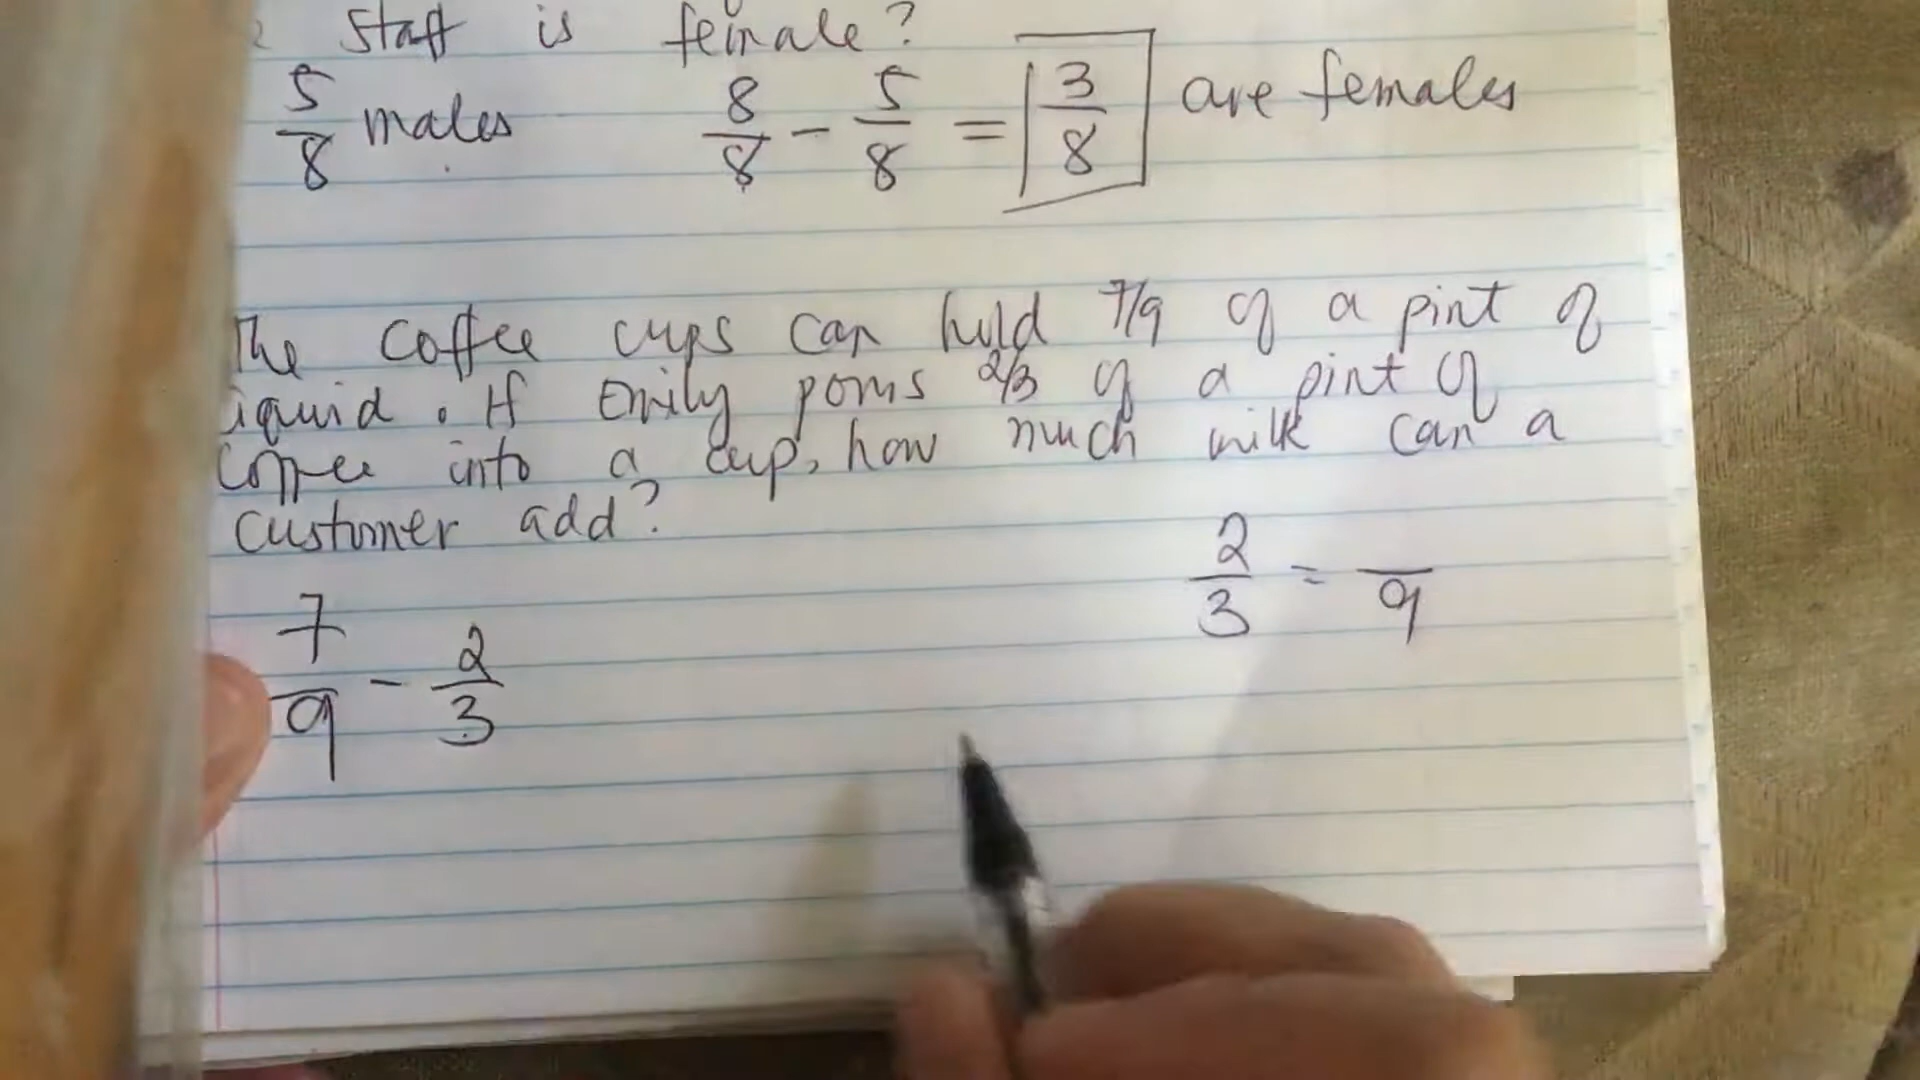 staff is female?
5/8 males 8/8 - 5/8 = 3/8 are females
The coffee cups can hold 7/9 of a pint of
liquid. If Emily pours 2/3 of a pint of
coffee into a cup, how much milk can a
customer add?
2/3 = /9
7/9 - 2/3